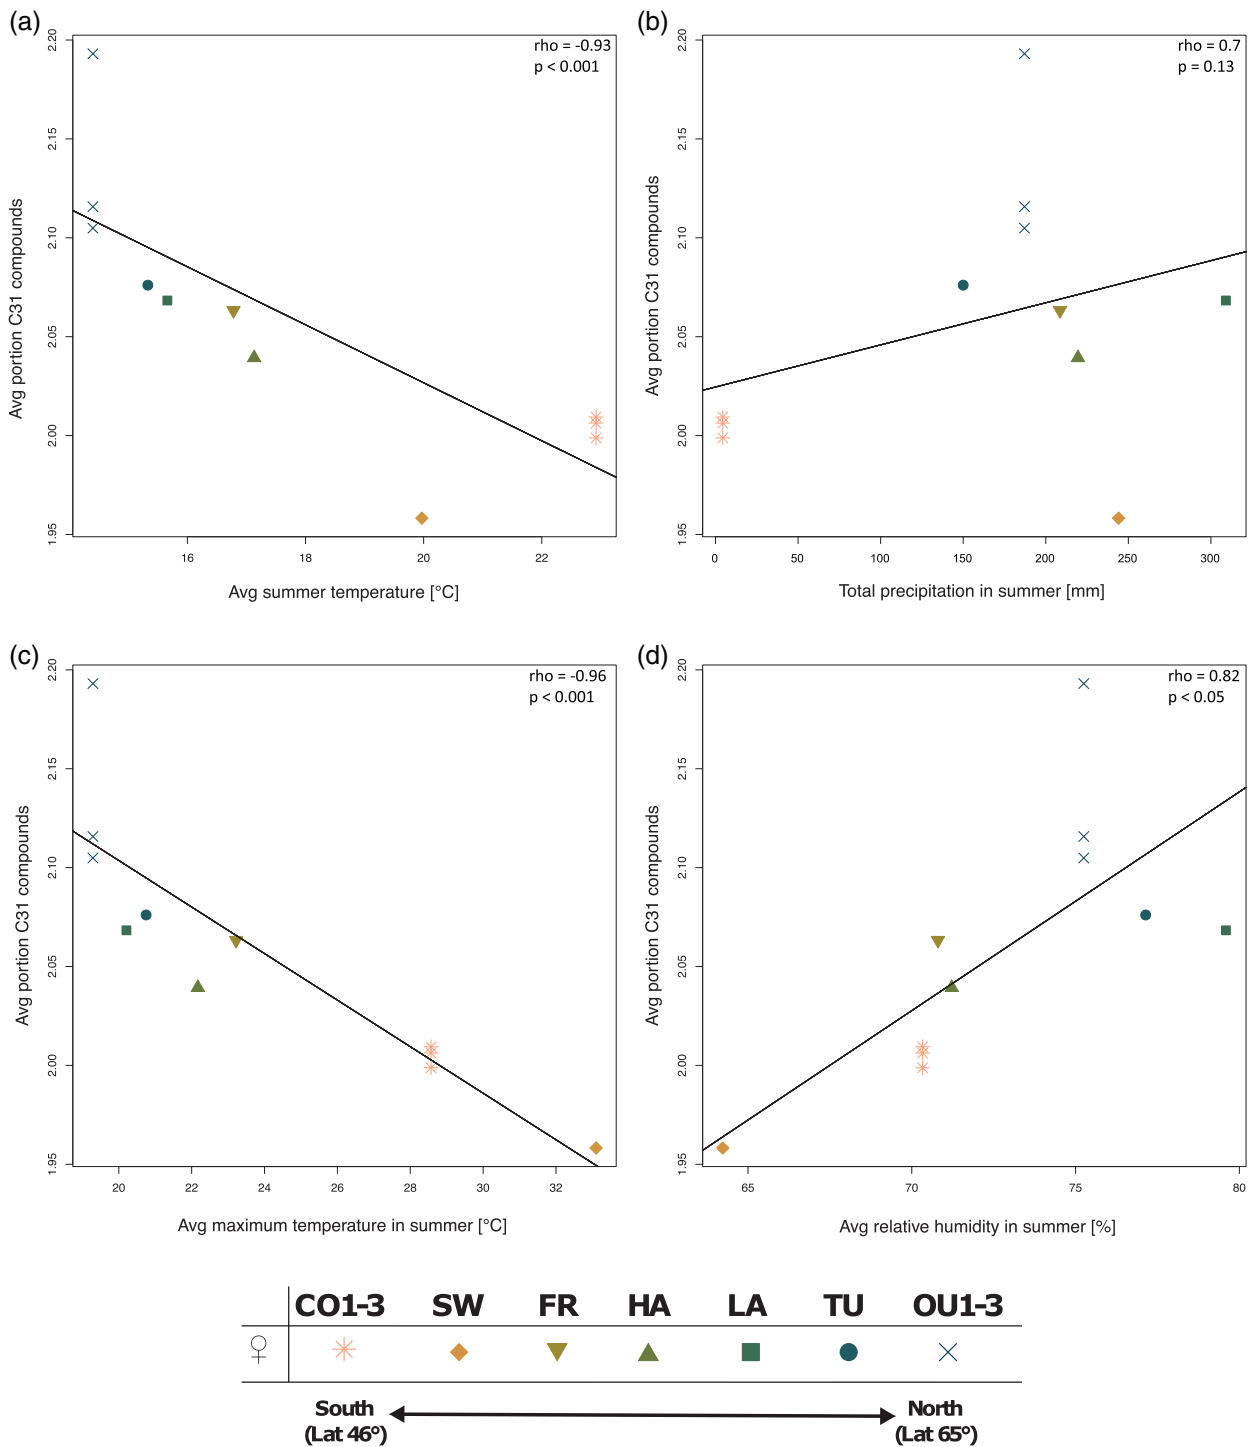 (a)
rho = -0.93
p < 0.001
2.20
2.15
2.10
2.05
2.00
1.95
Avg portion C31 compounds
16 18 20 22
Avg summer temperature [°C]
(b)
rho = 0.7
p = 0.13
2.20
2.15
2.10
2.05
2.00
1.95
Avg portion C31 compounds
0 50 100 150 200 250 300
Total precipitation in summer [mm]
(c)
rho = -0.96
p < 0.001
2.20
2.15
2.10
2.05
2.00
1.95
Avg portion C31 compounds
20 22 24 26 28 30 32
Avg maximum temperature in summer [°C]
(d)
rho = 0.82
p < 0.05
2.20
2.15
2.10
2.05
2.00
1.95
Avg portion C31 compounds
65 70 75 80
Avg relative humidity in summer [%]
CO1-3 SW FR HA LA TU OU1-3
♀
South North
(Lat 46°) (Lat 65°)